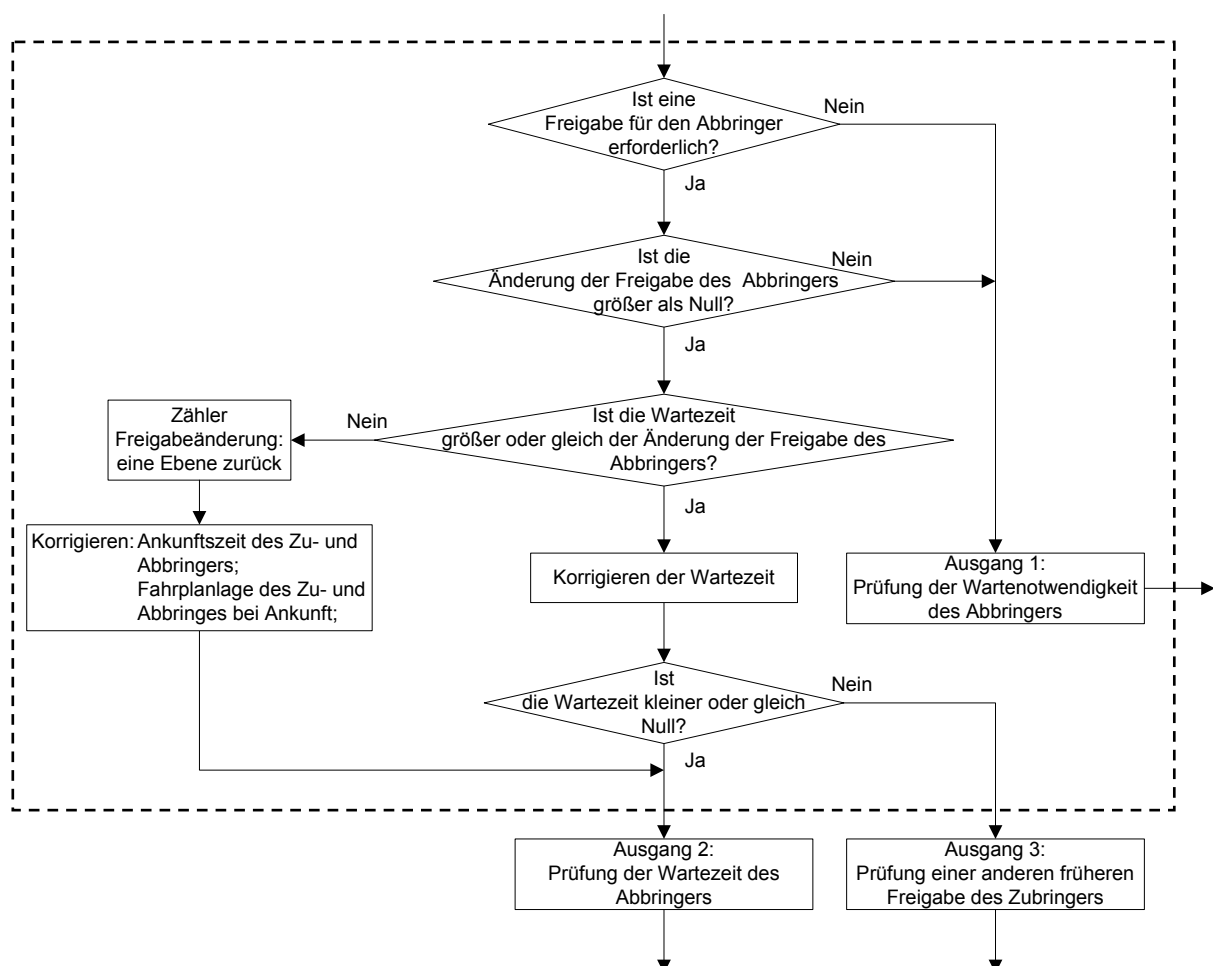 Ist eine
Freigabe für den Abbringer
erforderlich?
Nein
Ja
Ist die
Änderung der Freigabe des Abbringers
größer als Null?
Nein
Ja
Zähler
Freigabeänderung:
eine Ebene zurück
Nein
Ist die Wartezeit
größer oder gleich der Änderung der Freigabe des
Abbringers?
Ja
Korrigieren: Ankunftszeit des Zu- und
Abbringers;
Fahrplanlage des Zu- und
Abbringes bei Ankunft;
Korrigieren der Wartezeit
Ausgang 1:
Prüfung der Wartenotwendigkeit
des Abbringers
Ist
die Wartezeit kleiner oder gleich
Null?
Nein
Ja
Ausgang 2:
Prüfung der Wartezeit des
Abbringers
Ausgang 3:
Prüfung einer anderen früheren
Freigabe des Zubringers